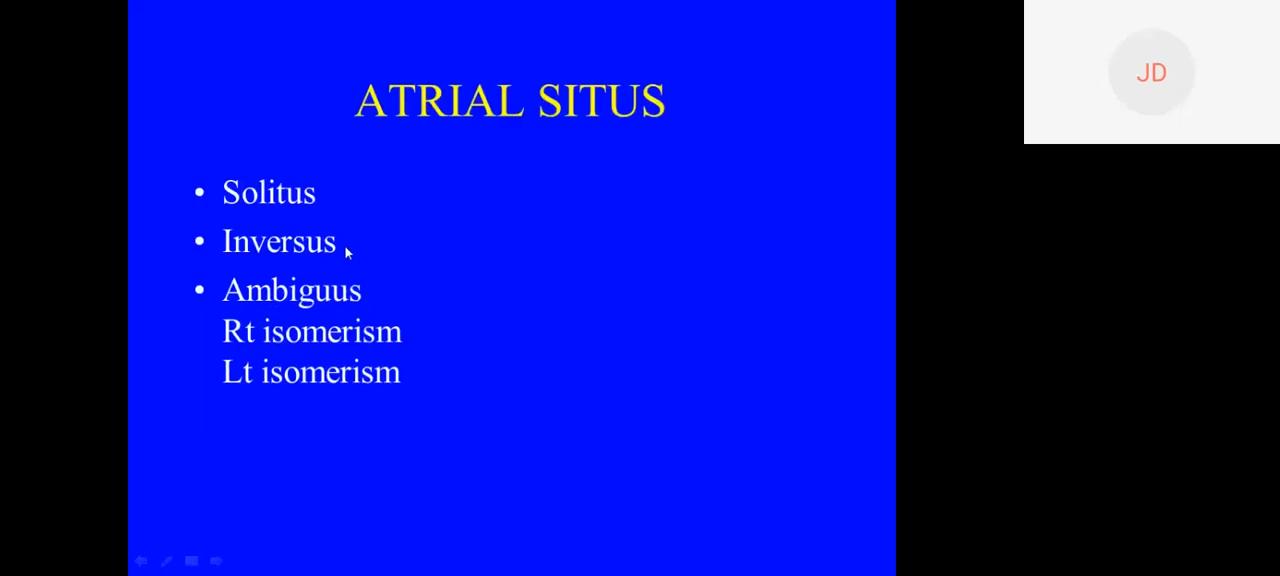 ATRIAL SITUS
• Solitus
• Inversus
• Ambiguus
Rt isomerism
Lt isomerism
JD